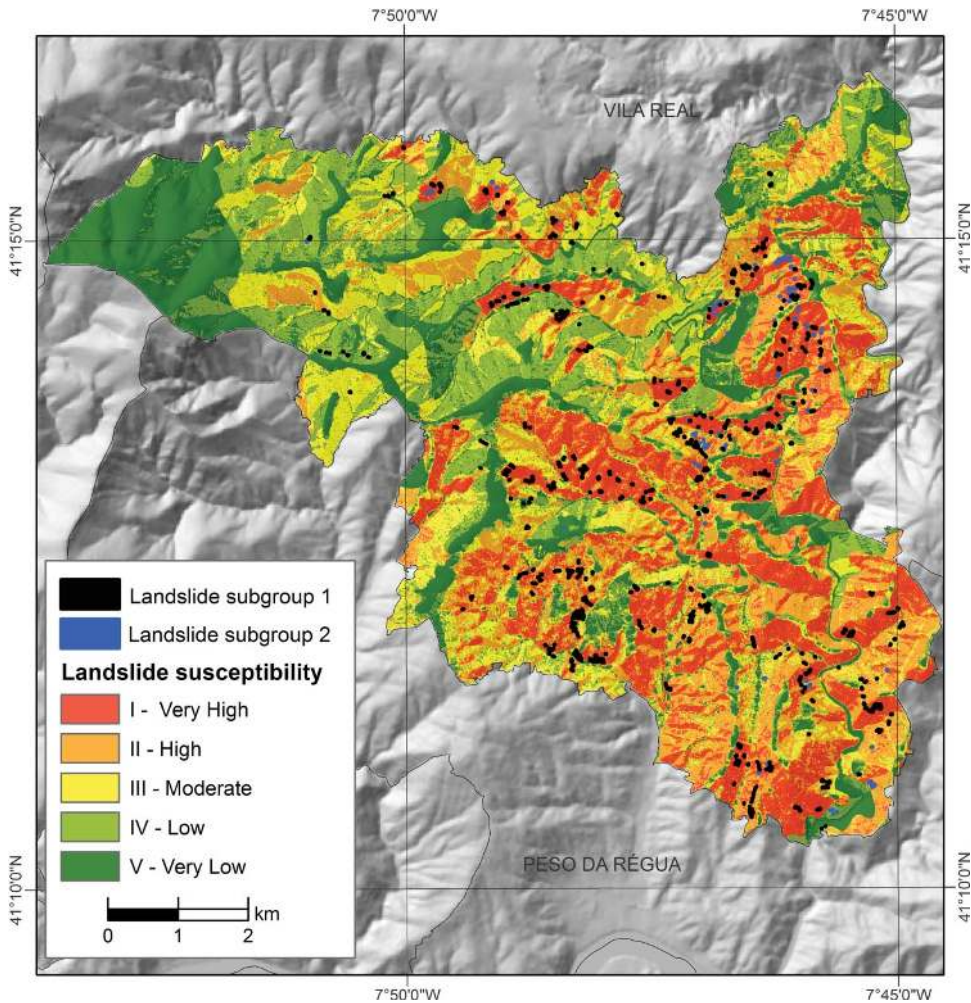 7°50'0"W
7°45'0"W
VILA REAL
41°15'0"N
41°15'0"N
Landslide subgroup 1
Landslide subgroup 2
Landslide susceptibility
I - Very High
II - High
III - Moderate
IV - Low
V - Very Low
km
0 1 2
PESO DA RÉGUA
41°10'0"N
41°10'0"N
7°50'0"W
7°45'0"W